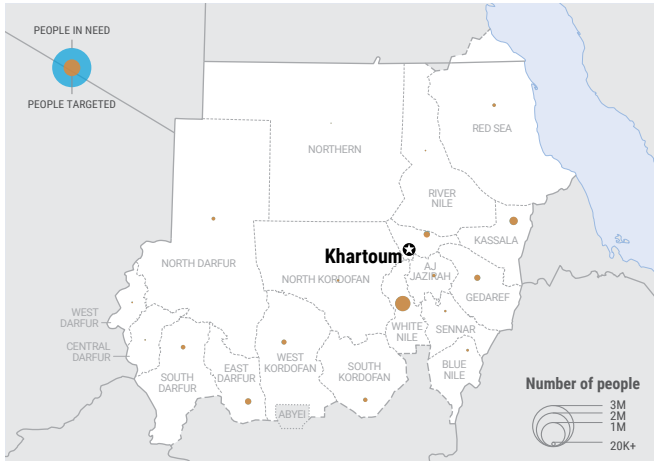 PEOPLE IN NEED
PEOPLE TARGETED
RED SEA
NORTHERN
RIVER
NILE
Khartoum
KASSALA
NORTH DARFUR
NORTH KORDOFAN
AJ
JAZIRAH
GEDAREF
WEST
DARFUR
CENTRAL
DARFUR
WHITE
NILE
SENNAR
SOUTH
DARFUR
EAST
DARFUR
WEST
KORDOFAN
SOUTH
KORDOFAN
BLUE
NILE
ABYEI
Number of people
3M
2M
1M
20K+